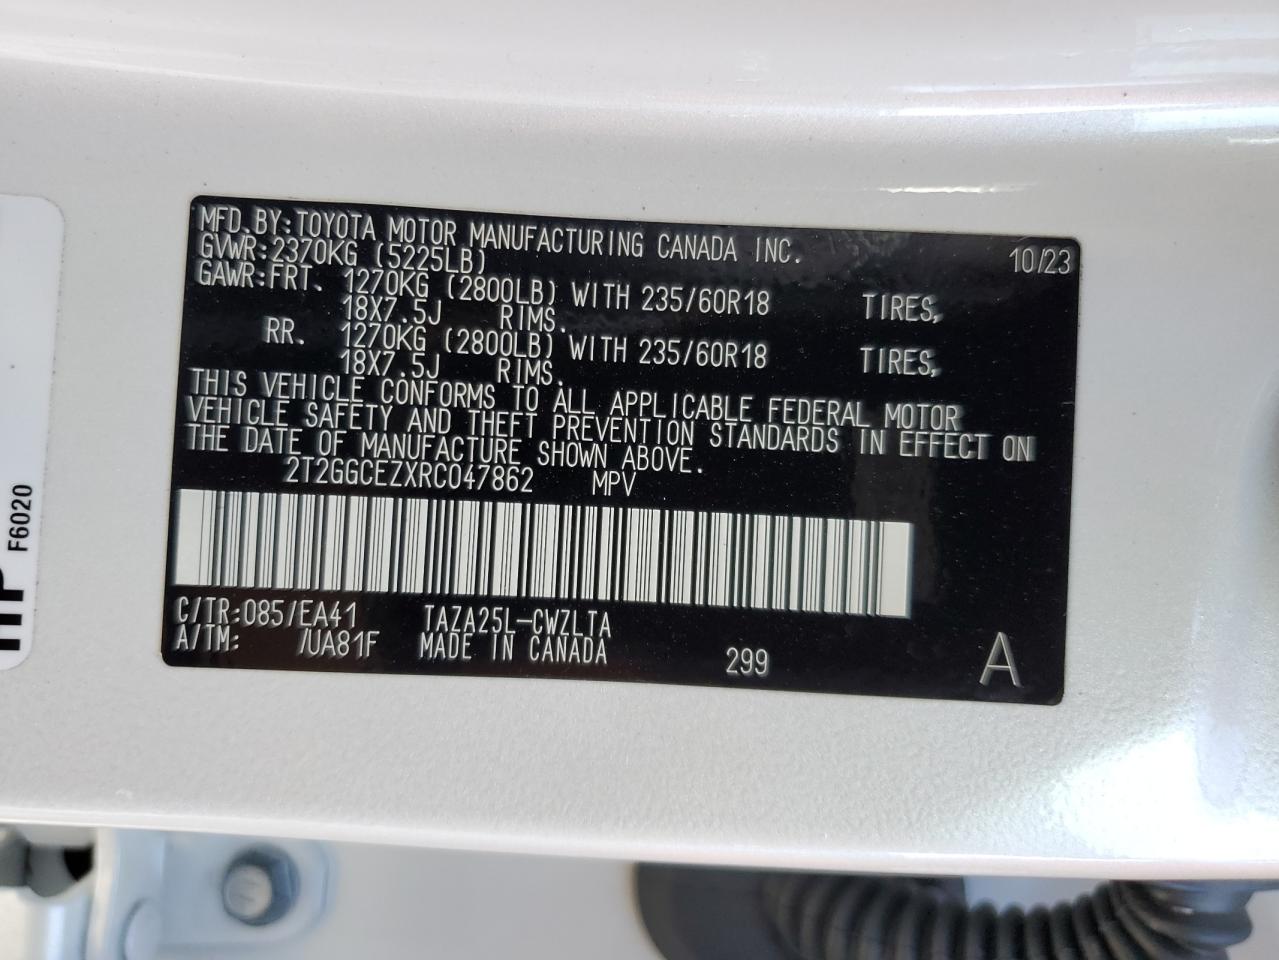 MFD.BY:TOYOTA MOTOR MANUFACTURING CANADA INC. 10/23
GVWR:2370KG (5225LB)
GAWR:FRT. 1270KG (2800LB) WITH 235/60R18 TIRES,
18X7.5J RIMS.
RR. 1270KG (2800LB) WITH 235/60R18 TIRES,
18X7.5J RIMS.
THIS VEHICLE CONFORMS TO ALL APPLICABLE FEDERAL MOTOR
VEHICLE SAFETY AND THEFT PREVENTION STANDARDS IN EFFECT ON
THE DATE OF MANUFACTURE SHOWN ABOVE.
2T2GGCEZXRC047862 MPV
C/TR:085/EA41 TAZA25L-CWZLTA
A/TM: /UA81F MADE IN CANADA 299 A
F6020